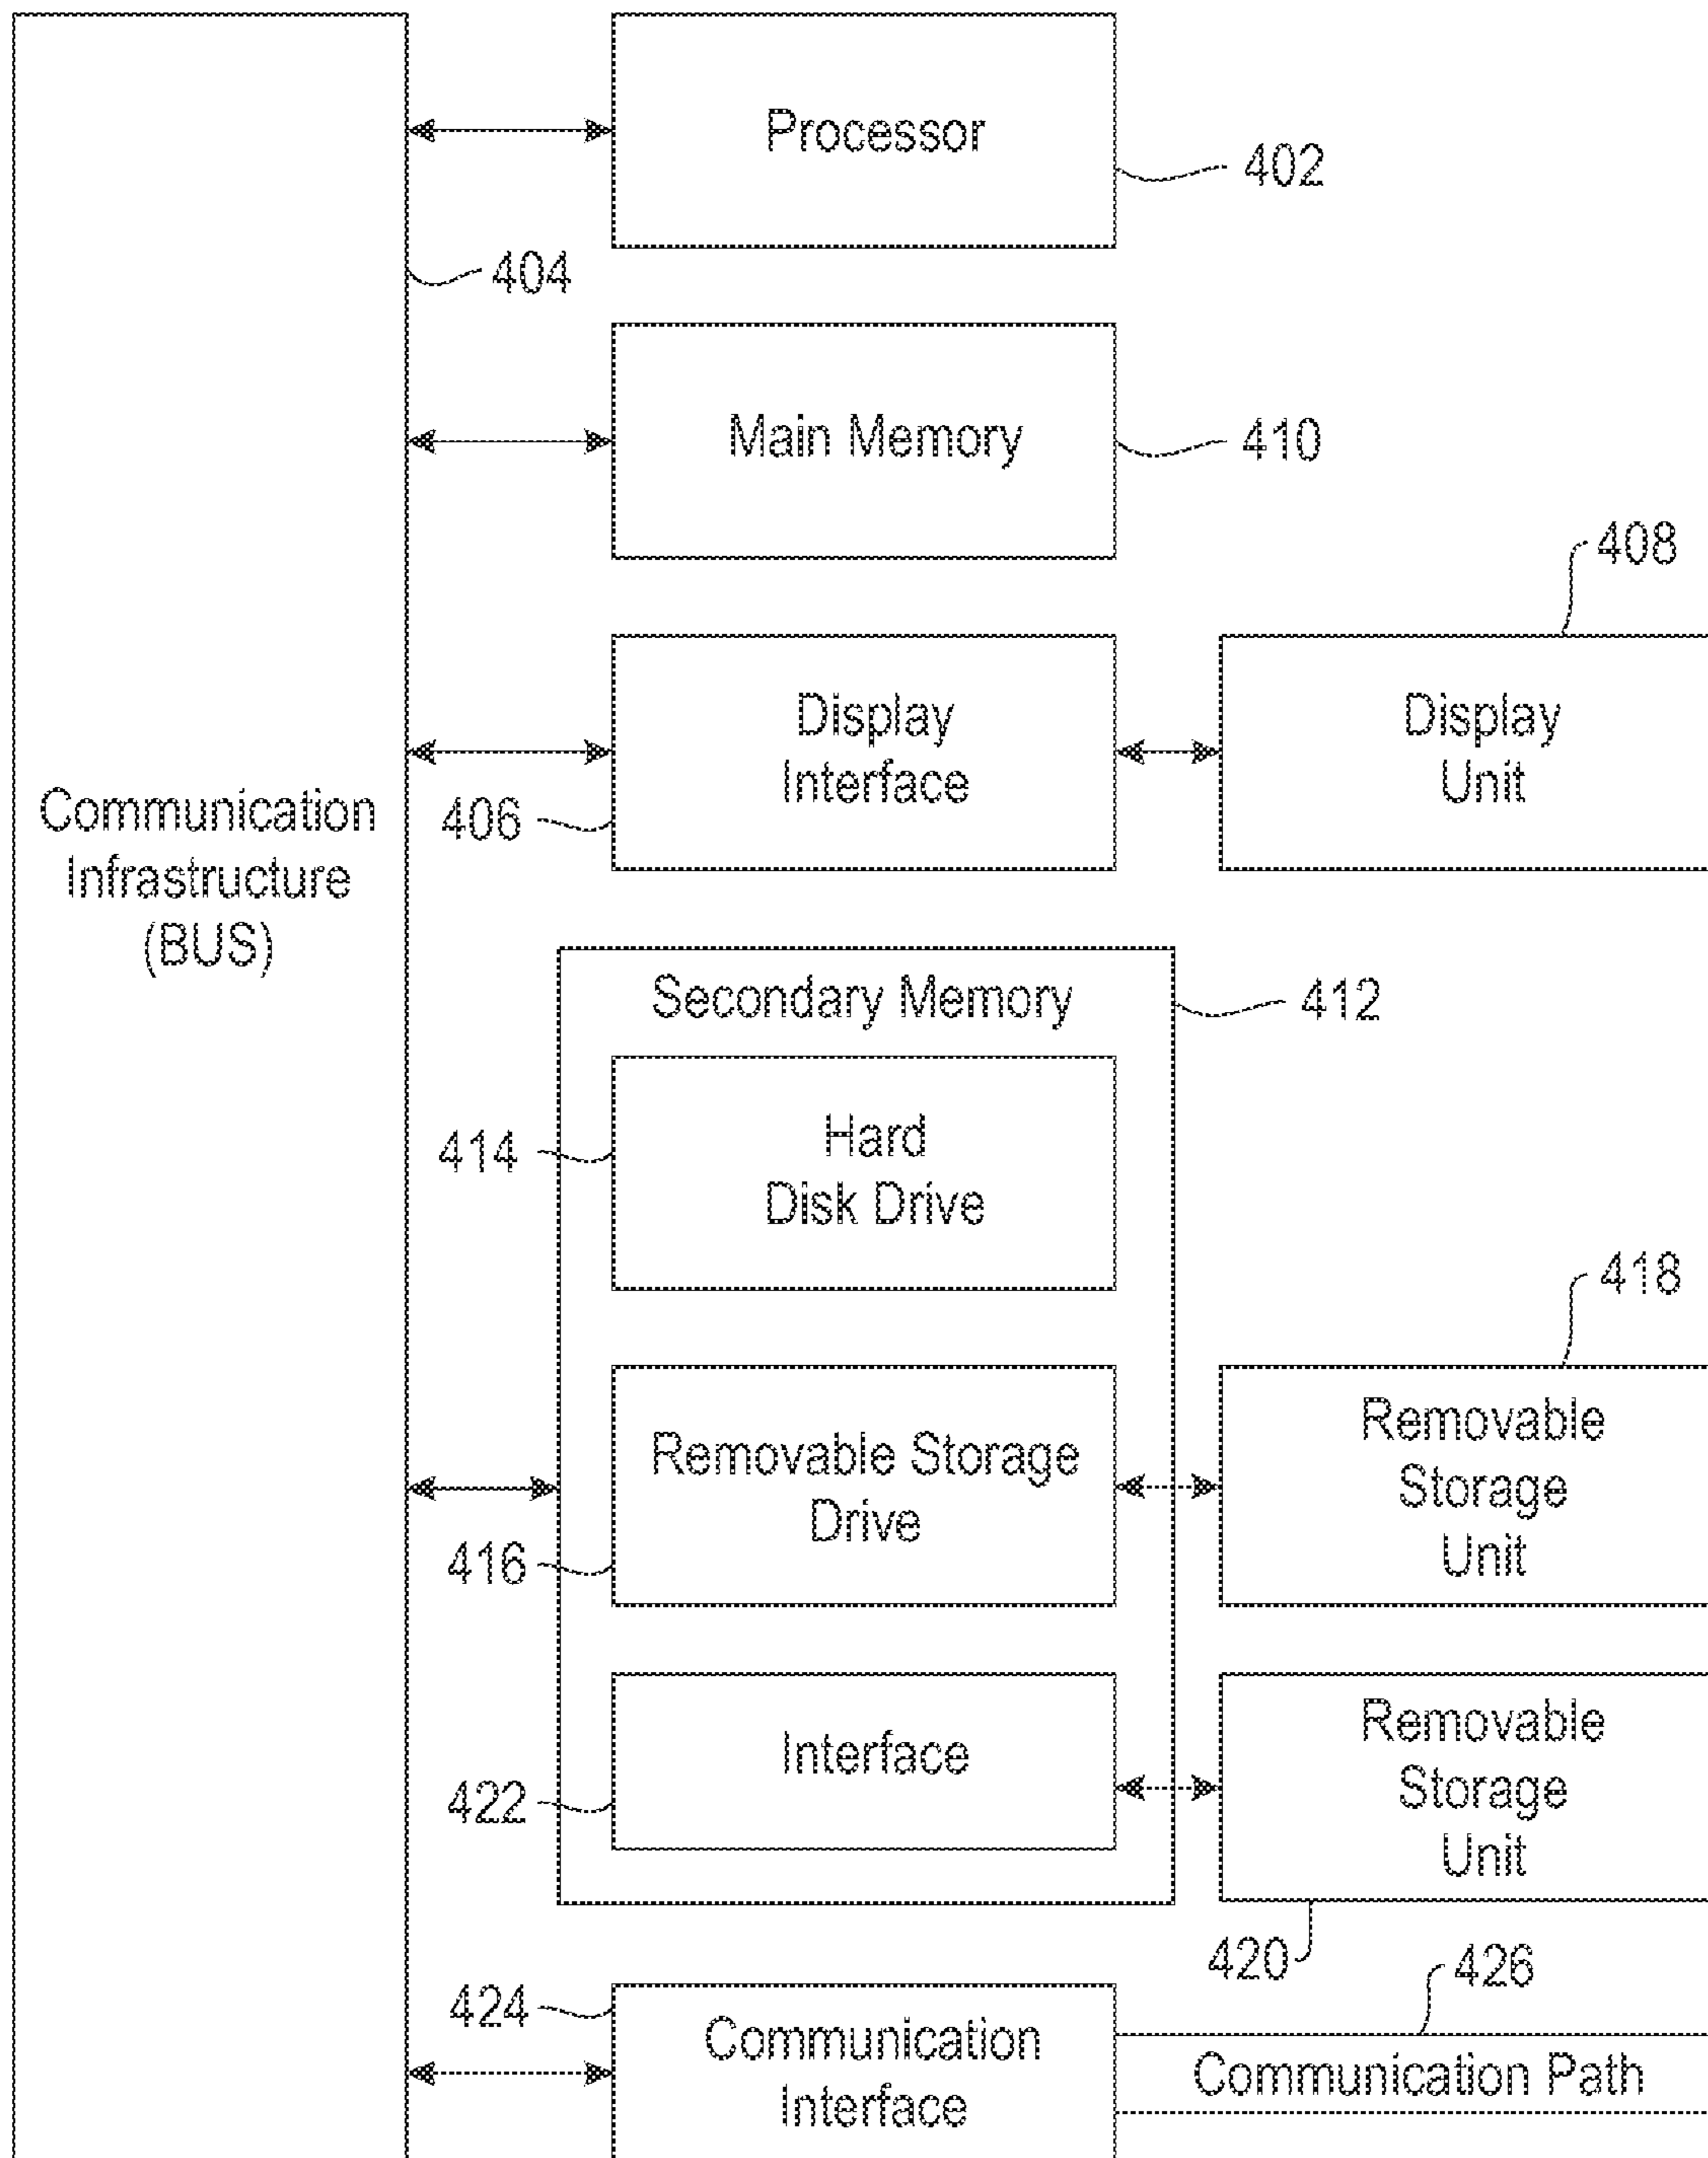 Processor
402
404
Main Memory
410
408
Display
Interface
406
Display
Unit
Communication
Infrastructure
(BUS)
Secondary Memory
412
Hard
Disk Drive
414
418
Removable Storage
Drive
416
Removable
Storage
Unit
Interface
422
Removable
Storage
Unit
420
426
424
Communication
Interface
Communication Path